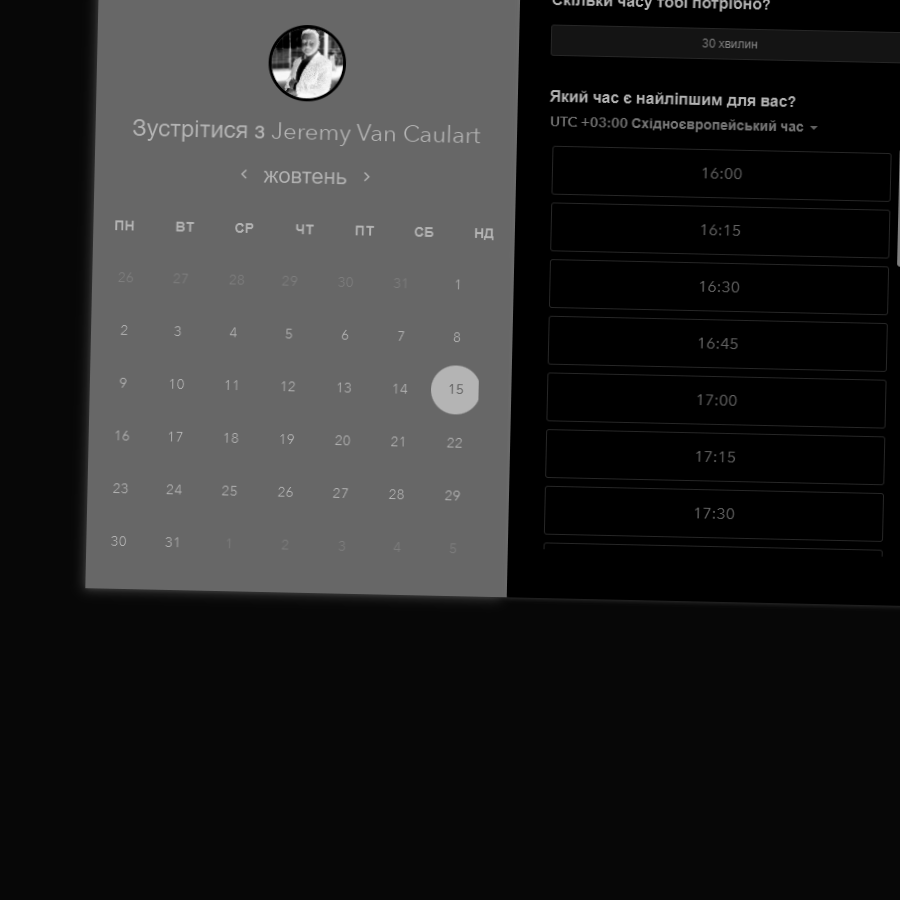 Зустрітися з Jeremy Van Caulart
жовтень
ПН ВТ СР ЧТ ПТ СБ НД
26 27 28 29 30 31 1
2 3 4 5 6 7 8
9 10 11 12 13 14 15
16 17 18 19 20 21 22
23 24 25 26 27 28 29
30 31 1 2 3 4 5
Скільки часу тобі потрібно?
30 хвилин
Який час є найліпшим для вас?
UTC +03:00 Східноєвропейський час
16:00
16:15
16:30
16:45
17:00
17:15
17:30